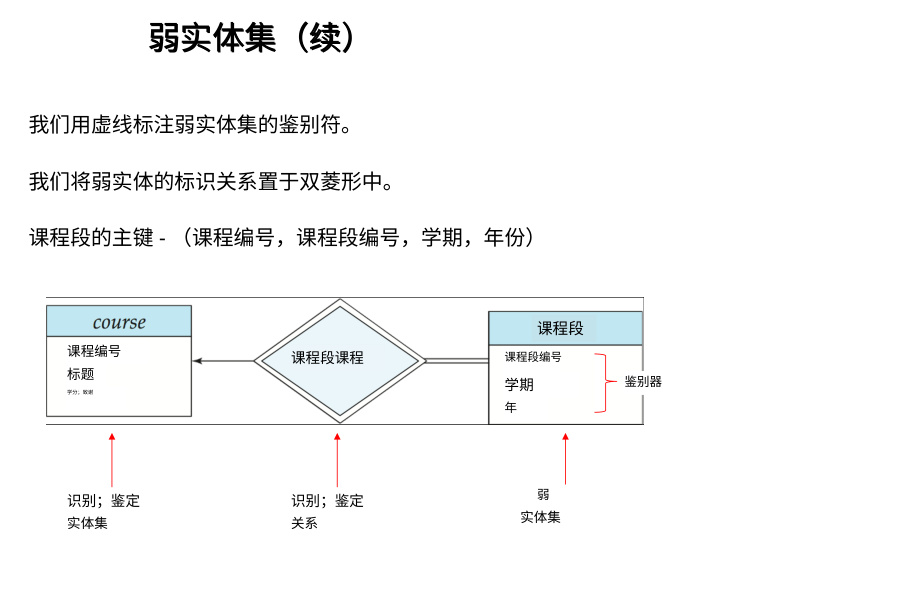 弱实体集（续）
我们用虚线标注弱实体集的鉴别符。
我们将弱实体的标识关系置于双菱形中。
课程段的主键 - （课程编号，课程段编号，学期，年份）
course
课程编号
标题
学分；致谢
课程段课程
课程段
课程段编号
学期
年
鉴别器
识别；鉴定
实体集
识别；鉴定
关系
弱
实体集